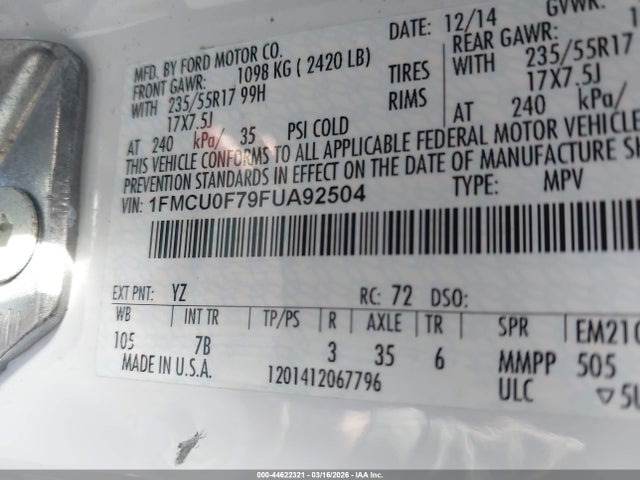 DATE: 12/14 GVWR:
MFD. BY FORD MOTOR CO.
FRONT GAWR: 1098 KG ( 2420 LB) REAR GAWR:
WITH 235/55R17 99H TIRES 235/55R17
17X7.5J RIMS 17X7.5J
AT 240 kPa/ 35 PSI COLD AT 240 kPa/
THIS VEHICLE CONFORMS TO ALL APPLICABLE FEDERAL MOTOR VEHICLE
PREVENTION STANDARDS IN EFFECT ON THE DATE OF MANUFACTURE
VIN: 1FMCU0F79FUA92504 TYPE: MPV
EXT PNT: YZ RC: 72 DSO:
WB INT TR TP/PS R AXLE TR SPR
105 7B 3 35 6 MMPP 505
MADE IN U.S.A. 1201412067796 ULC
000-44622321 - 03/16/2026 - IAA Inc.